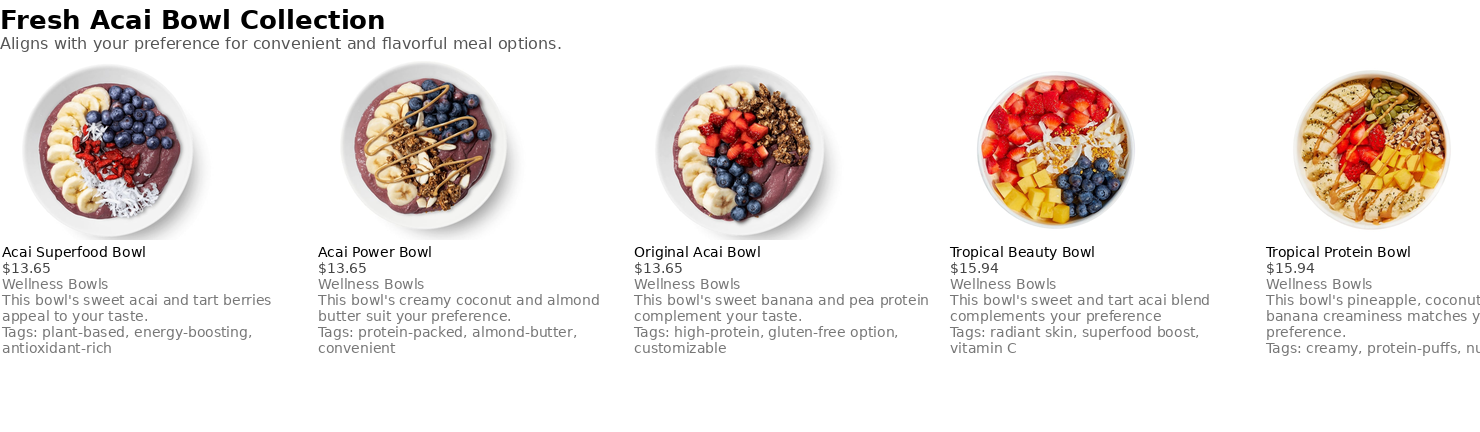 Fresh Acai Bowl Collection
Aligns with your preference for convenient and flavorful meal options.
Acai Superfood Bowl
$13.65
Wellness Bowls
This bowl's sweet acai and tart berries
appeal to your taste.
Tags: plant-based, energy-boosting,
antioxidant-rich
Acai Power Bowl
$13.65
Wellness Bowls
This bowl's creamy coconut and almond
butter suit your preference.
Tags: protein-packed, almond-butter,
convenient
Original Acai Bowl
$13.65
Wellness Bowls
This bowl's sweet banana and pea protein
complement your taste.
Tags: high-protein, gluten-free option,
customizable
Tropical Beauty Bowl
$15.94
Wellness Bowls
This bowl's sweet and tart acai blend
complements your preference
Tags: radiant skin, superfood boost,
vitamin C
Tropical Protein Bowl
$15.94
Wellness Bowls
This bowl's pineapple, coconut
banana creaminess matches
preference.
Tags: creamy, protein-puffs,